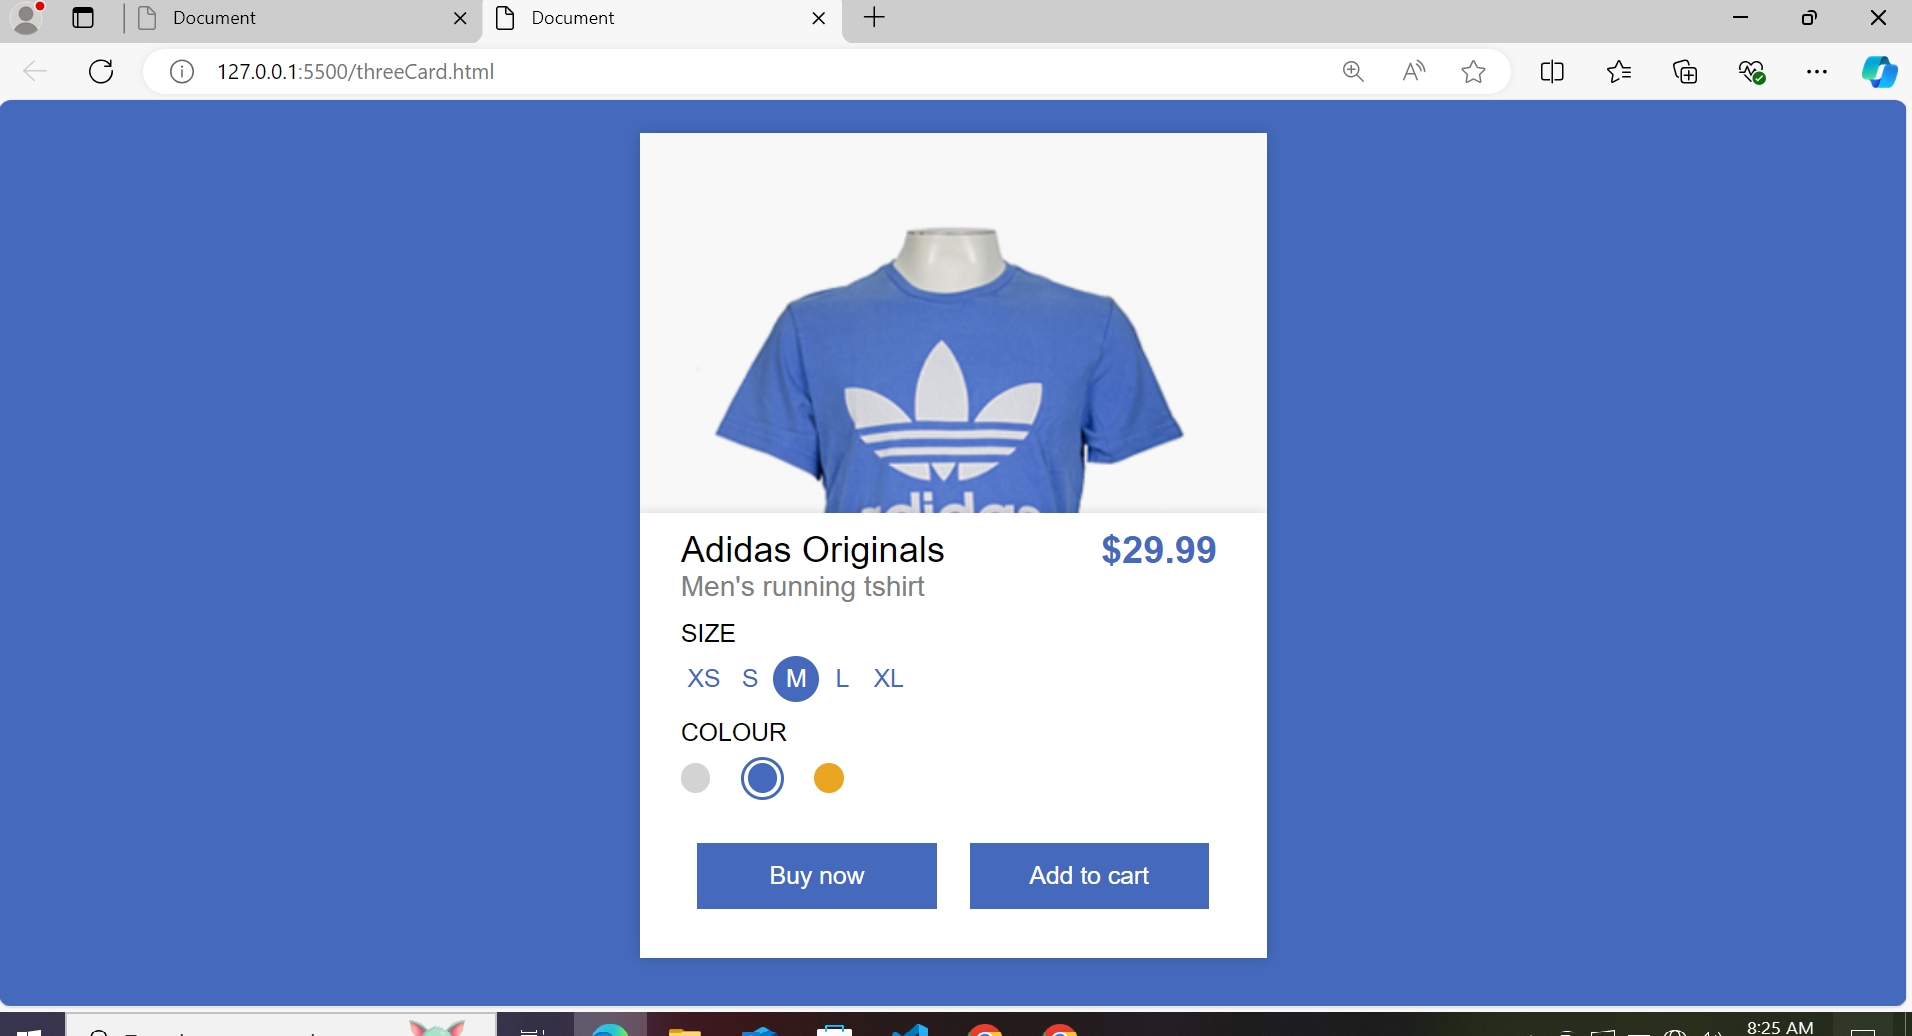 Document
Document
127.0.0.1:5500/threeCard.html
Adidas Originals
$29.99
Men's running tshirt
SIZE
XS S M L XL
COLOUR
Buy now
Add to cart
8:25 AM